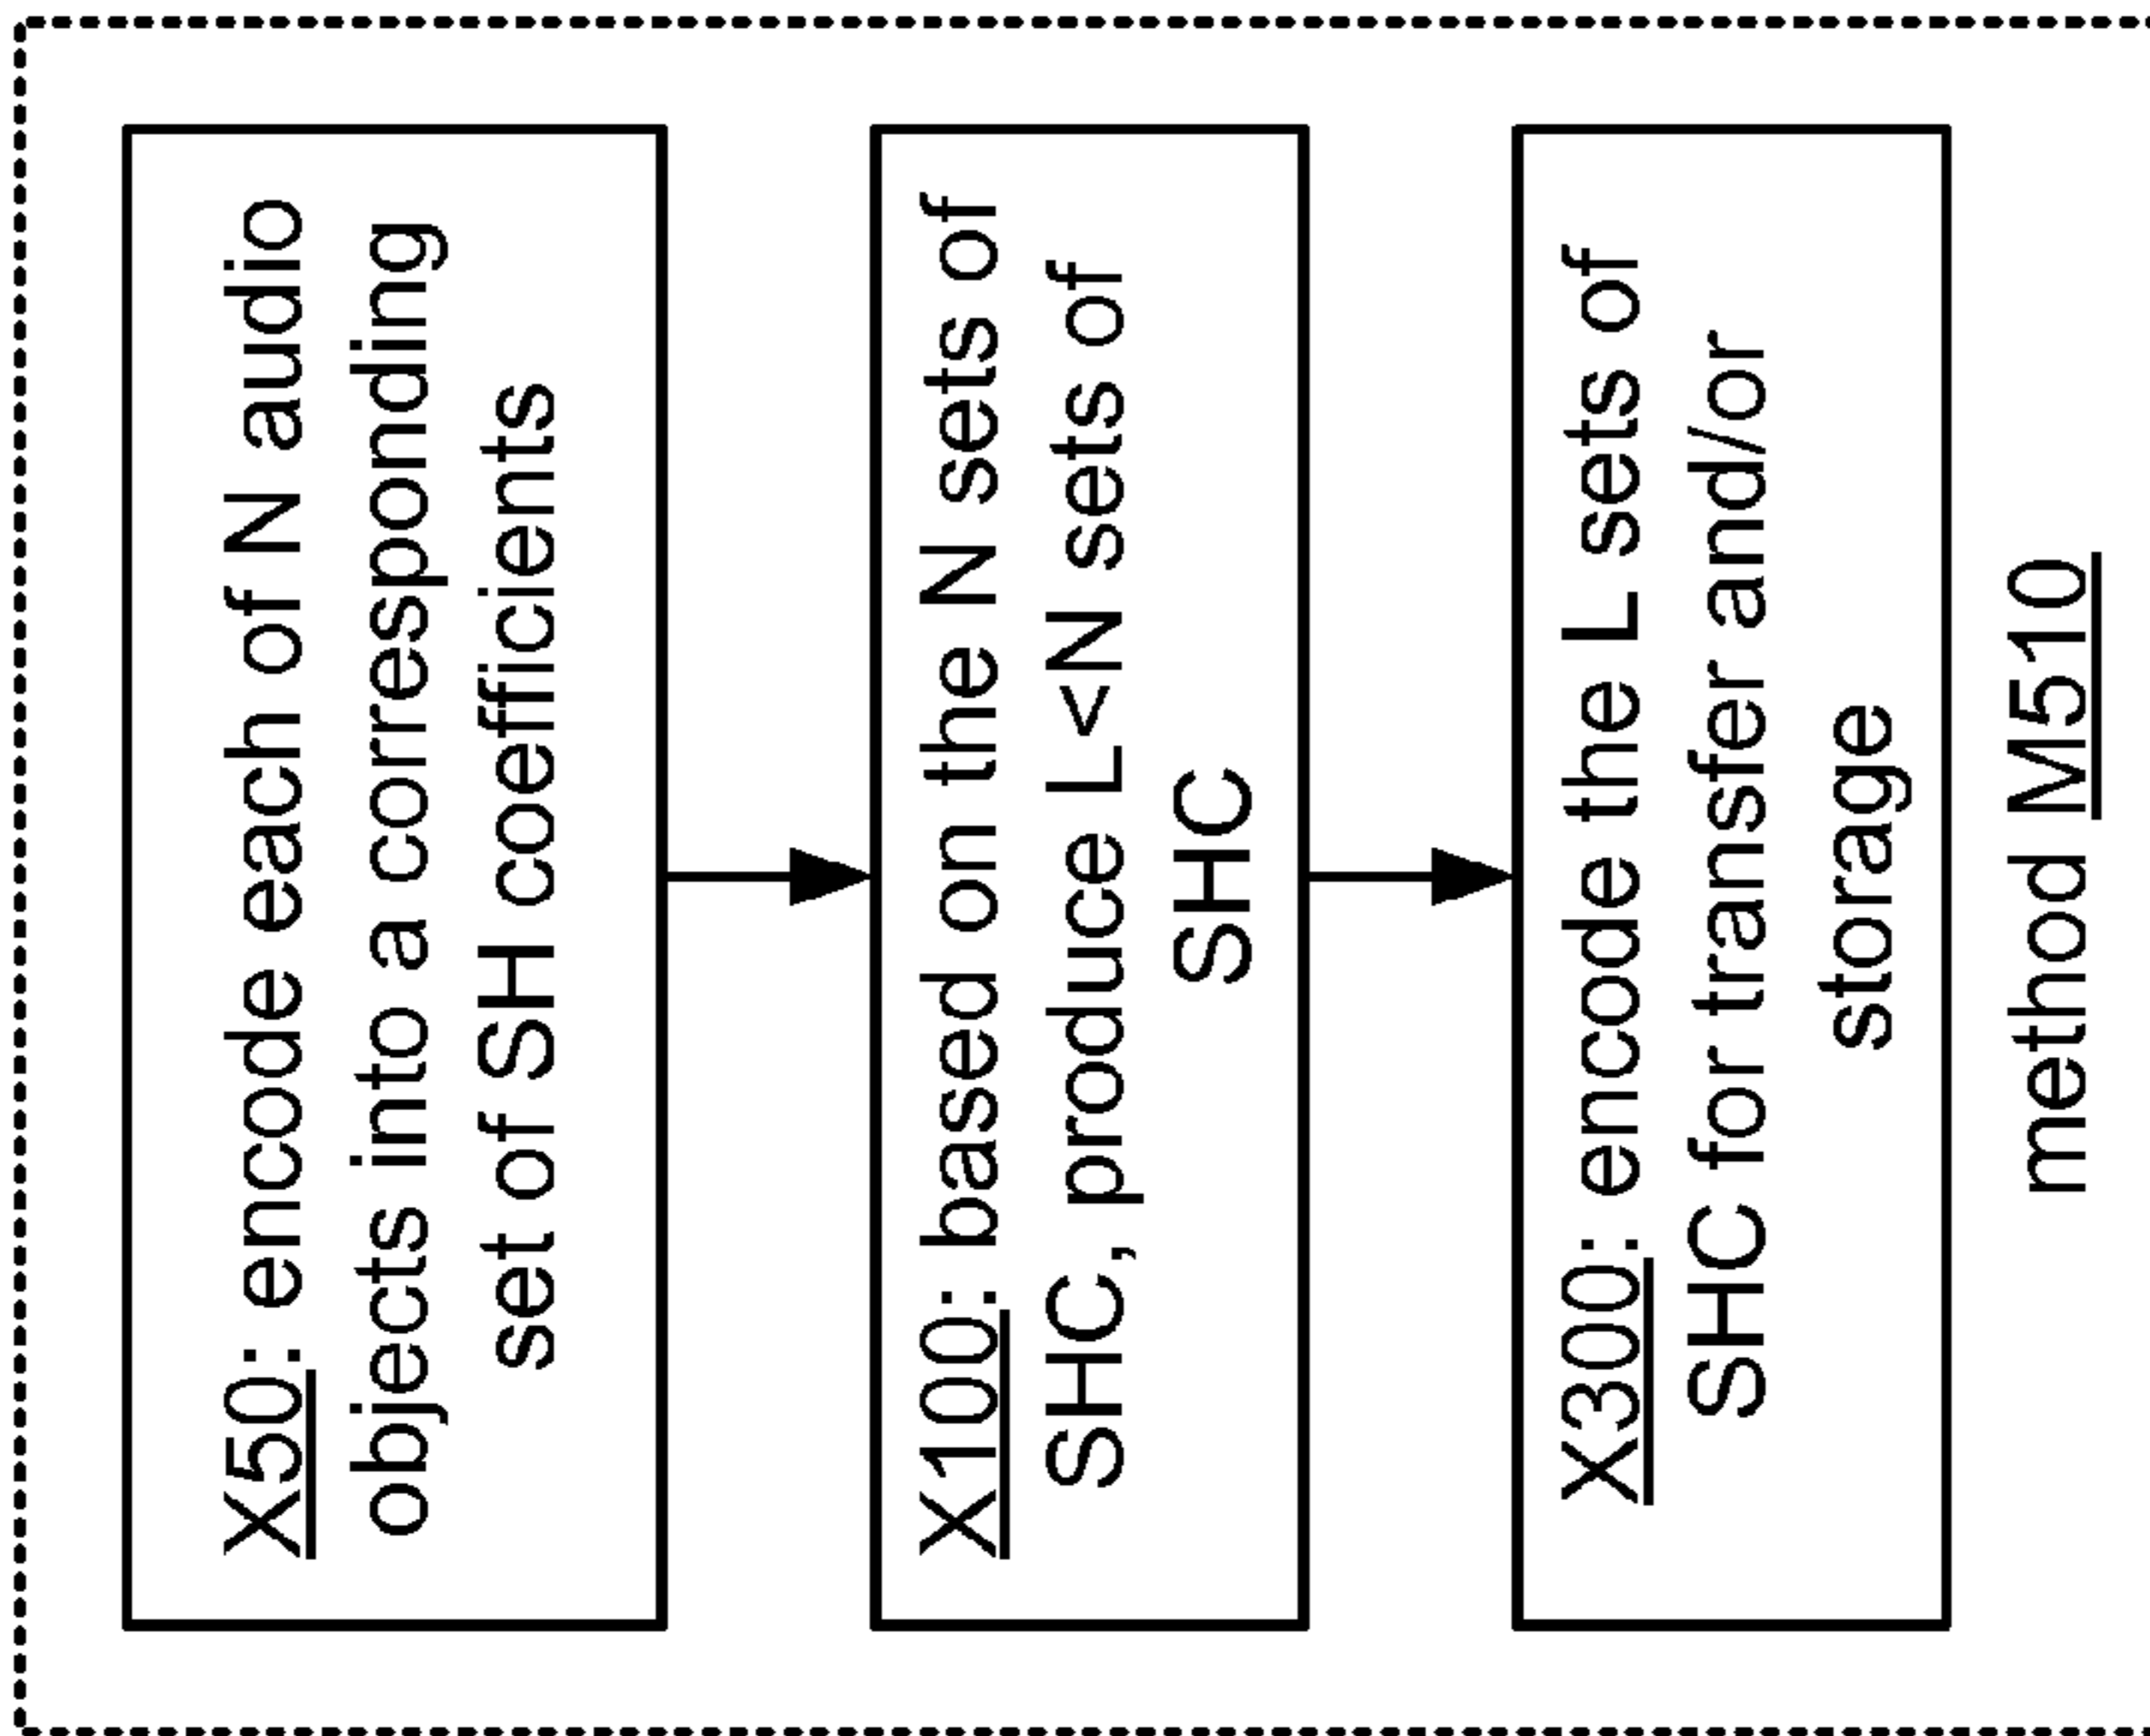 X50: encode each of N audio
objects into a corresponding
set of SH coefficients
X100: based on the N sets of
SHC, produce L<N sets of
SHC
X300: encode the L sets of
SHC for transfer and/or
storage
method M510